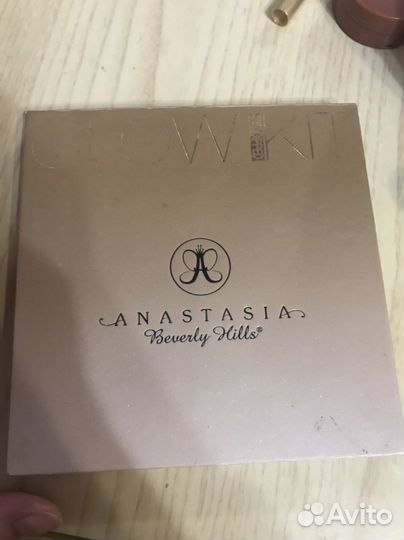 GLOW KIT
A
ANASTASIA
Beverly Hills®
Avito